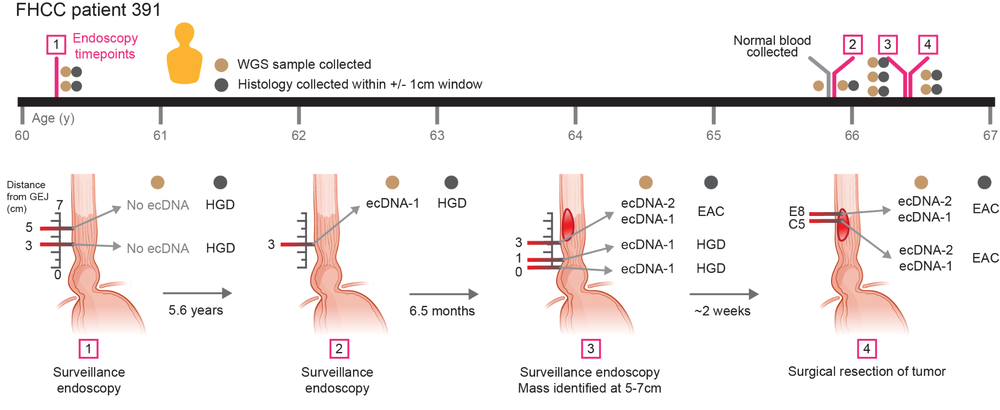 FHCC patient 391
1
Endoscopy
timepoints
WGS sample collected
Histology collected within +/- 1cm window
Normal blood
collected
2
3
4
Age (y)
60
61
62
63
64
65
66
67
Distance
from GEJ
(cm)
7
5
3
0
No ecDNA
HGD
No ecDNA
HGD
5.6 years
1
Surveillance
endoscopy
3
ecDNA-1
HGD
6.5 months
2
Surveillance
endoscopy
3
1
0
ecDNA-2
ecDNA-1
EAC
ecDNA-1
HGD
ecDNA-1
HGD
~2 weeks
3
Surveillance endoscopy
Mass identified at 5-7cm
E8
C5
ecDNA-2
ecDNA-1
EAC
ecDNA-2
ecDNA-1
EAC
4
Surgical resection of tumor